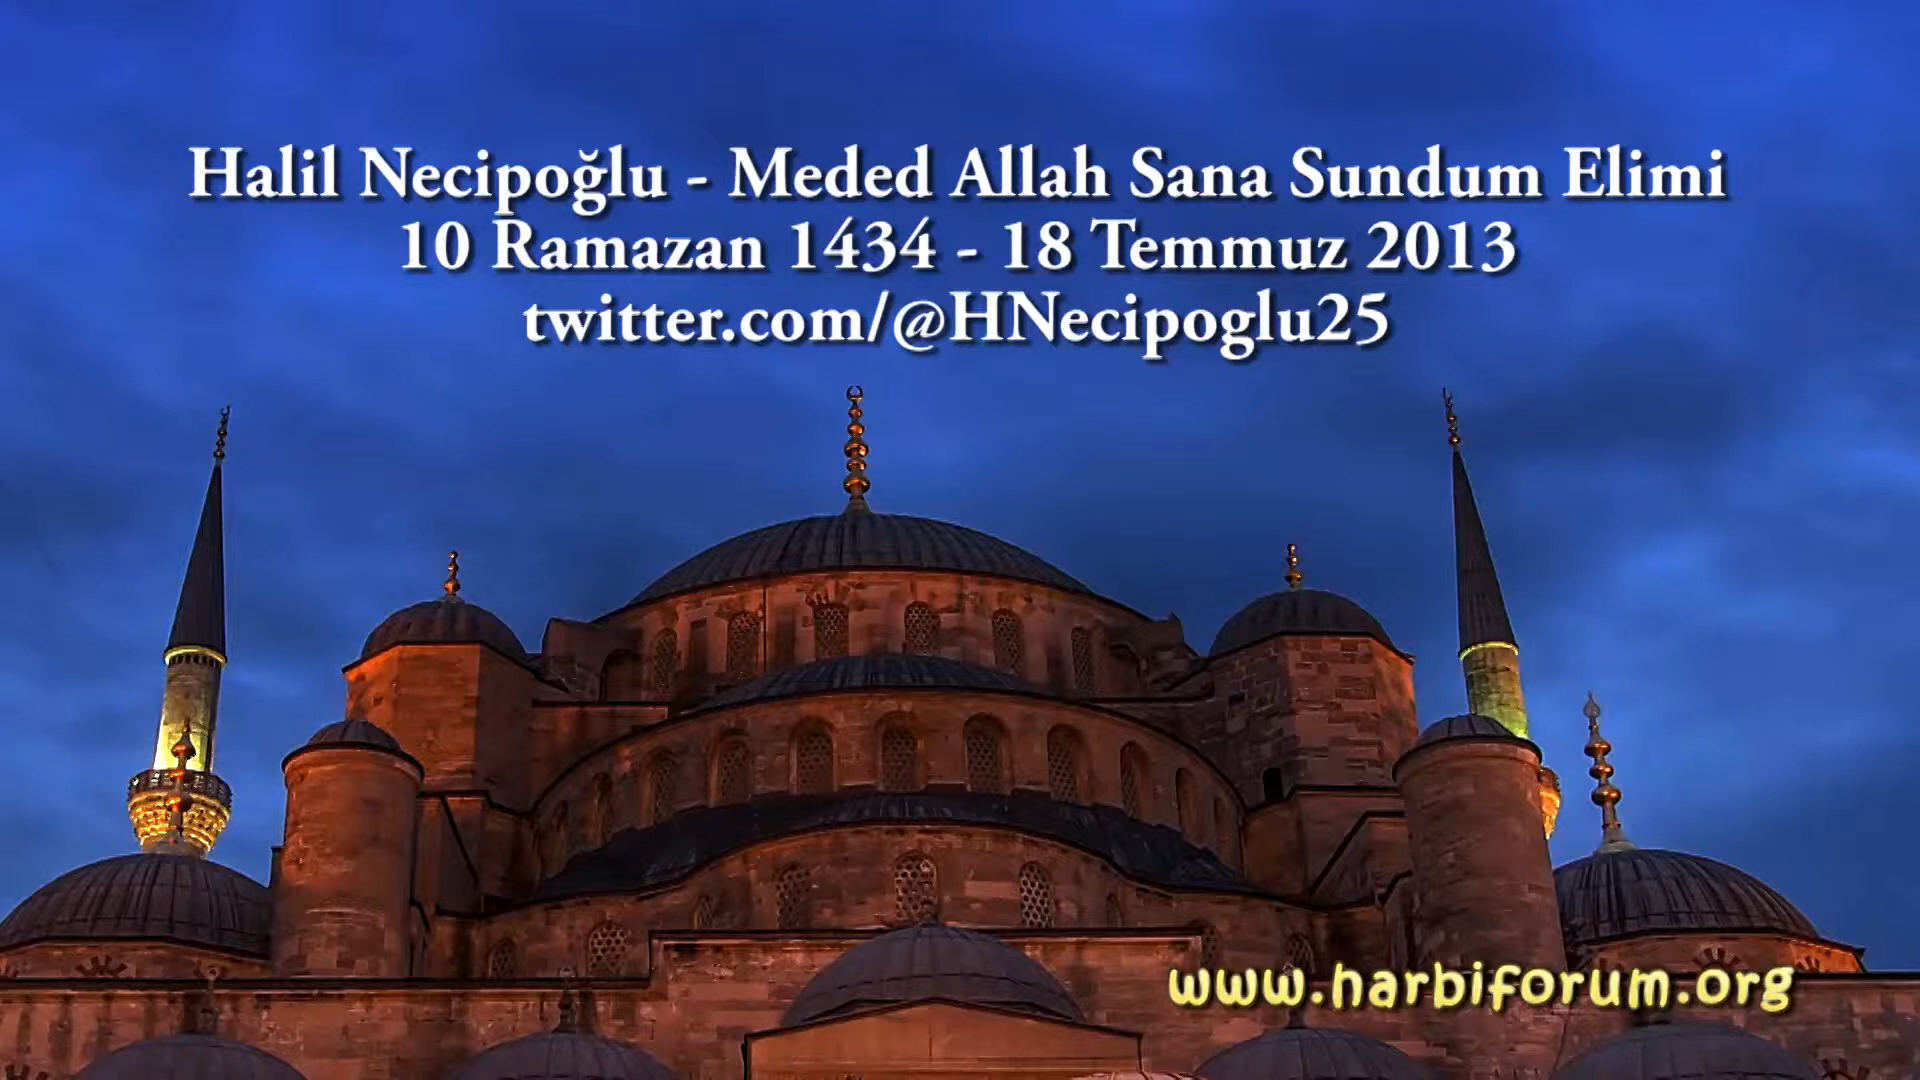 Halil Necipoğlu - Meded Allah Sana Sundum Elimi
10 Ramazan 1434 - 18 Temmuz 2013
twitter.com/@HNecipoglu25
www.harbiforum.org